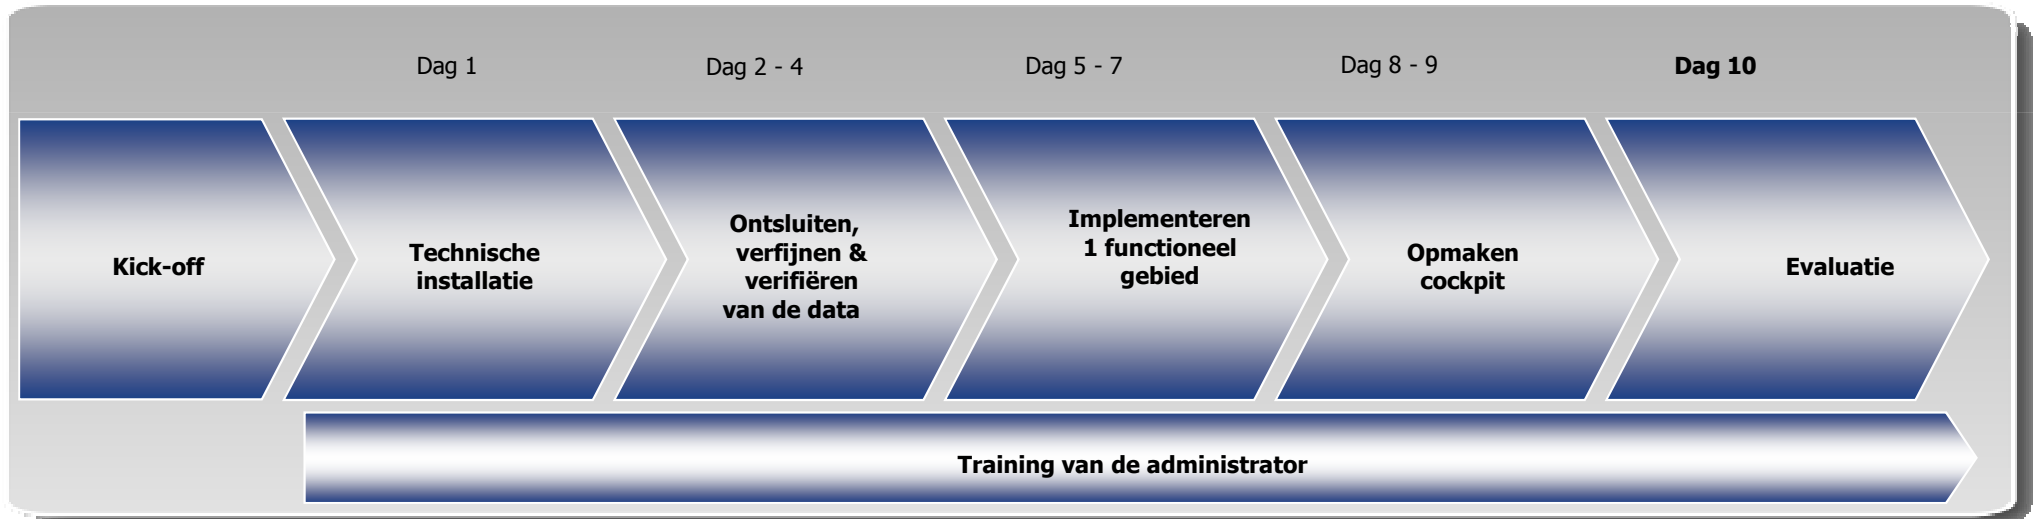 Dag 1
Dag 2 - 4
Dag 5 - 7
Dag 8 - 9
Dag 10
Kick-off
Technische
installatie
Ontsluiten,
verfijnen &
verifiëren
van de data
Implementeren
1 functioneel
gebied
Opmaken
cockpit
Evaluatie
Training van de administrator